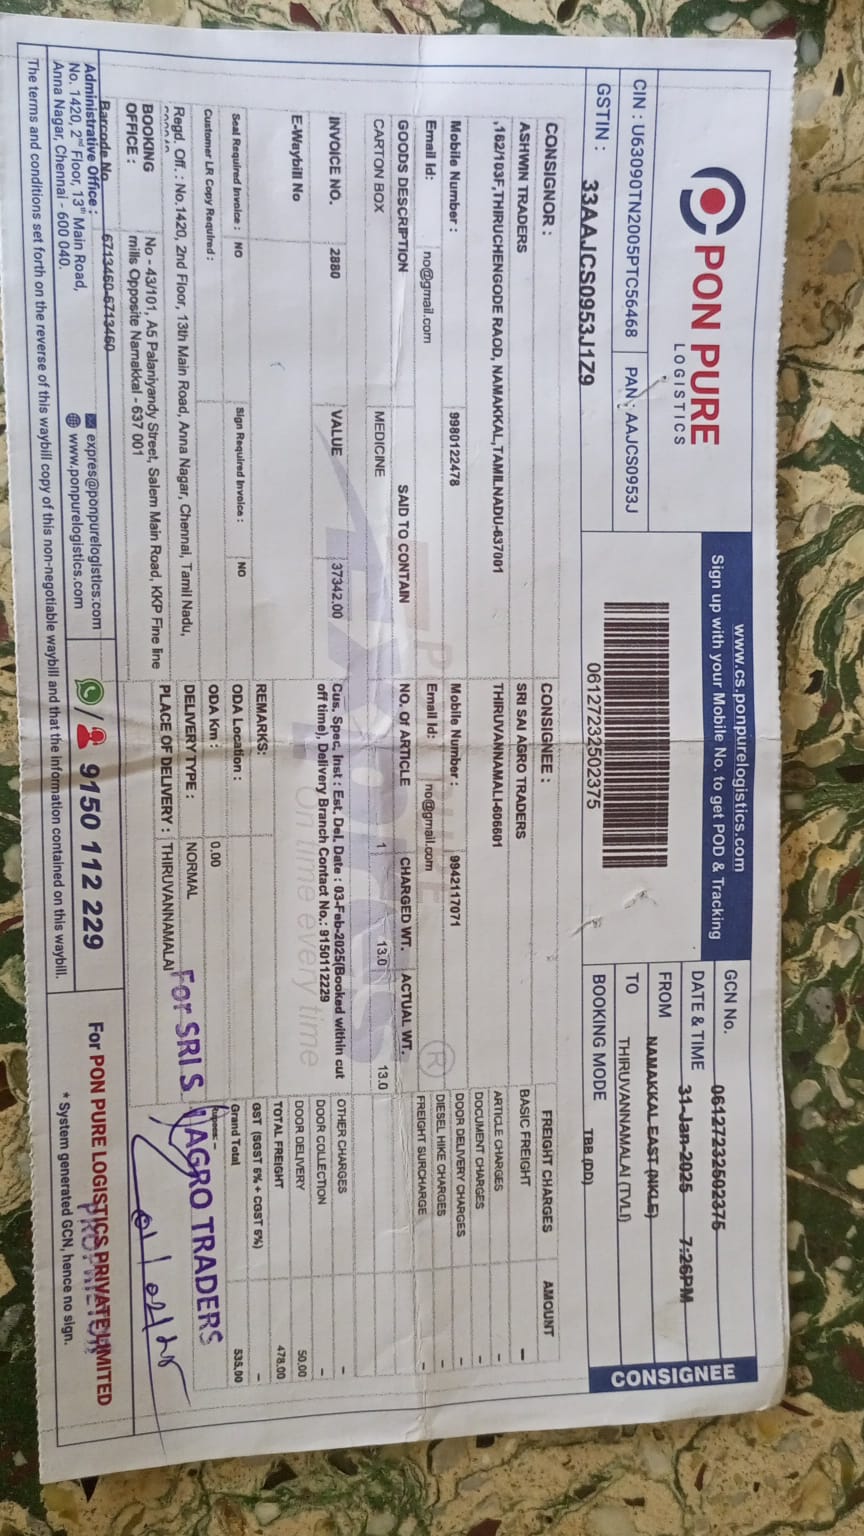 PON PURE
LOGISTICS
CIN : U63090TN2005PTC56468
PAN : AAJCS0953J
GSTIN : 33AAJCS0953J1Z9
www.cs.ponpurelogistics.com
Sign up with your Mobile No. to get POD & Tracking
06127232502375
GCN No. 06127232502375
DATE & TIME 31-Jan-2025 7:26PM
FROM NAMAKKAL EAST (NKLE)
TO THIRUVANNAMALAI (TVLI)
BOOKING MODE TBB (DD)
CONSIGNEE
CONSIGNOR :
ASHWIN TRADERS
,162/103F,THIRUCHENGODE RAOD, NAMAKKAL,TAMILNADU-637001
Mobile Number : 9980122478
Email Id: no@gmail.com
CONSIGNEE :
SRI SAI AGRO TRADERS
THIRUVANNAMALI-606601
Mobile Number : 9942117071
Email Id: no@gmail.com
GOODS DESCRIPTION SAID TO CONTAIN NO. Of ARTICLE CHARGED WT. ACTUAL WT.
CARTON BOX MEDICINE 1 13.0 13.0
INVOICE NO. 2880 VALUE 37342.00
Cus. Spec. Inst : Est. Del. Date : 03-Feb-2025(Booked within cut
off time), Delivery Branch Contact No.: 9150112229
E-Waybill No
REMARKS:
Seal Required Invoice : NO Sign Required Invoice : NO
ODA Location :
Customer LR Copy Required :
ODA Km : 0.00
FREIGHT CHARGES AMOUNT
BASIC FREIGHT -
ARTICLE CHARGES -
DOCUMENT CHARGES -
DOOR DELIVERY CHARGES -
DIESEL HIKE CHARGES -
FREIGHT SURCHARGE -
OTHER CHARGES -
DOOR COLLECTION -
DOOR DELIVERY 50.00
TOTAL FREIGHT 478.00
GST (SGST 6% + CGST 6%) -
Grand Total 535.00
Rupees: -
Regd. Off. : No.1420, 2nd Floor, 13th Main Road, Anna Nagar, Chennai, Tamil Nadu,
DELIVERY TYPE : NORMAL
PLACE OF DELIVERY : THIRUVANNAMALAI
BOOKING OFFICE : No - 43/101, A5 Palaniyandy Street, Salem Main Road, KKP Fine line
mills Opposite Namakkal - 637 001
Barcode No 6713460-6713460
EXPRESS
On time every time
For SRI S AGRO TRADERS
Administrative Office :
No. 1420, 2nd Floor, 13th Main Road,
Anna Nagar, Chennai - 600 040.
expres@ponpurelogistics.com
www.ponpurelogistics.com
9150 112 229
For PON PURE LOGISTICS PRIVATE LIMITED
* System generated GCN, hence no sign.
The terms and conditions set forth on the reverse of this waybill copy of this non-negotiable waybill and that the information contained on this waybill.